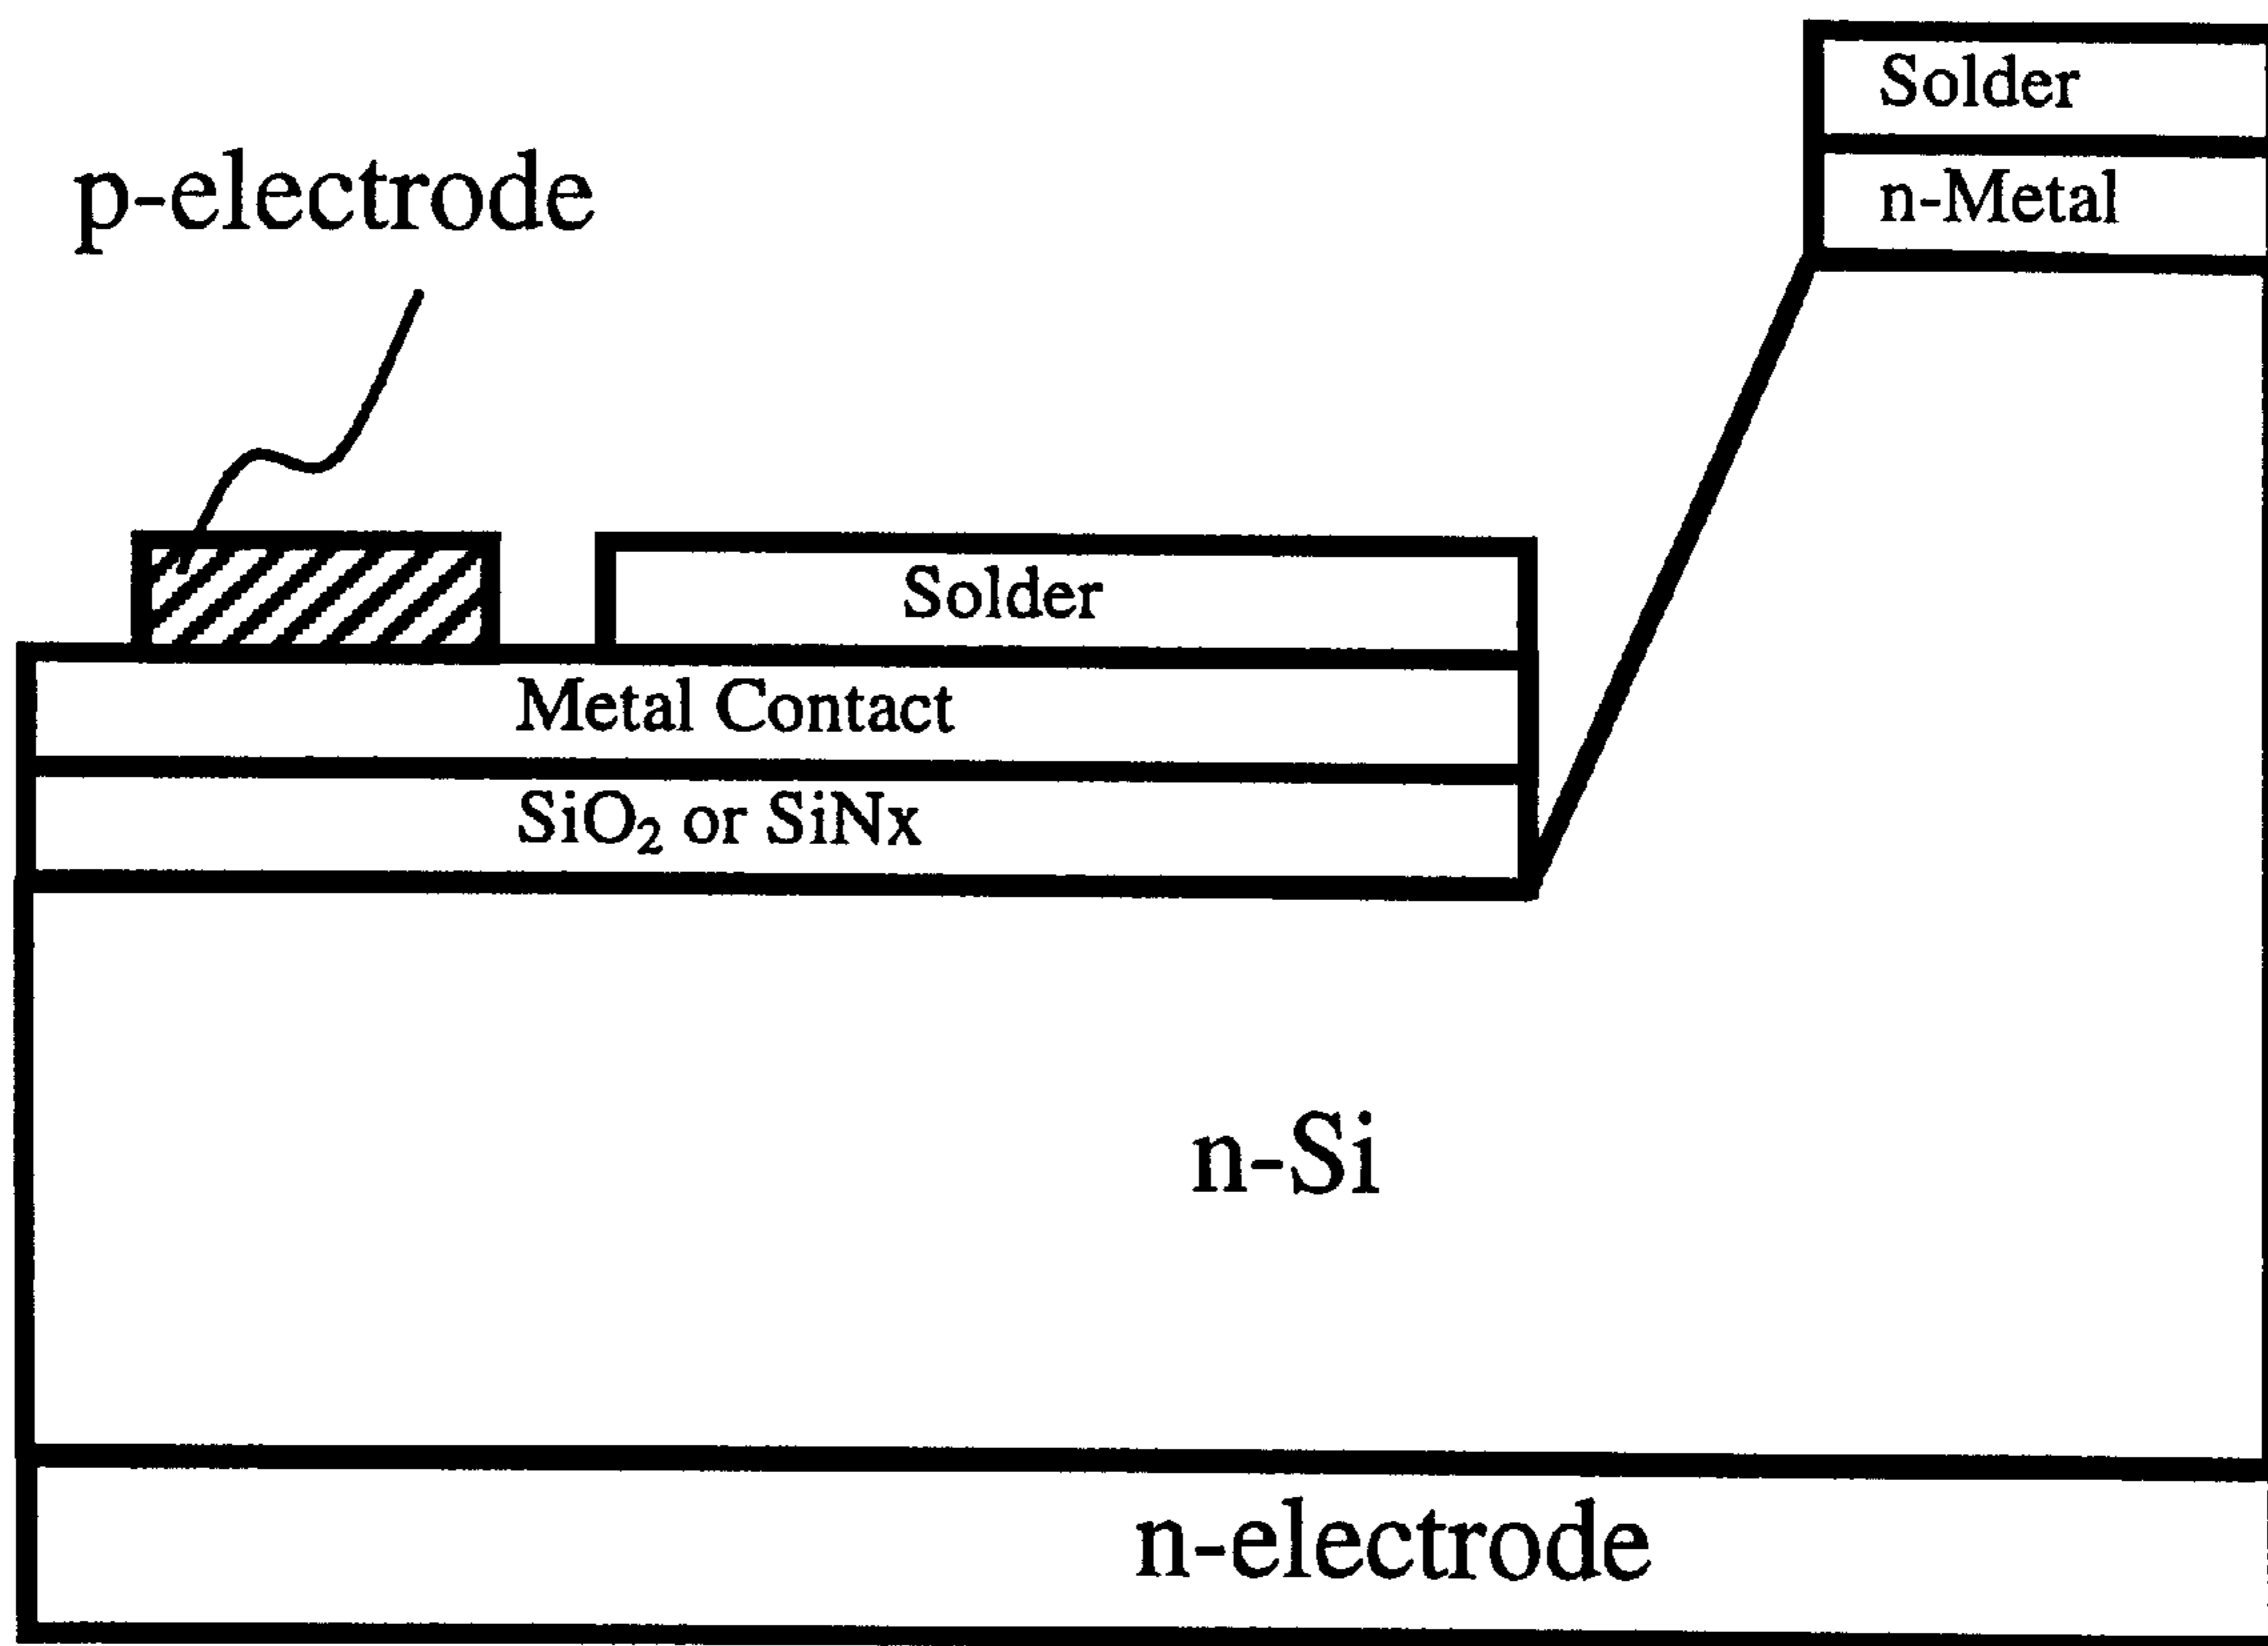 Solder
n-Metal
p-electrode
Solder
Metal Contact
SiO₂ or SiNx
n-Si
n-electrode